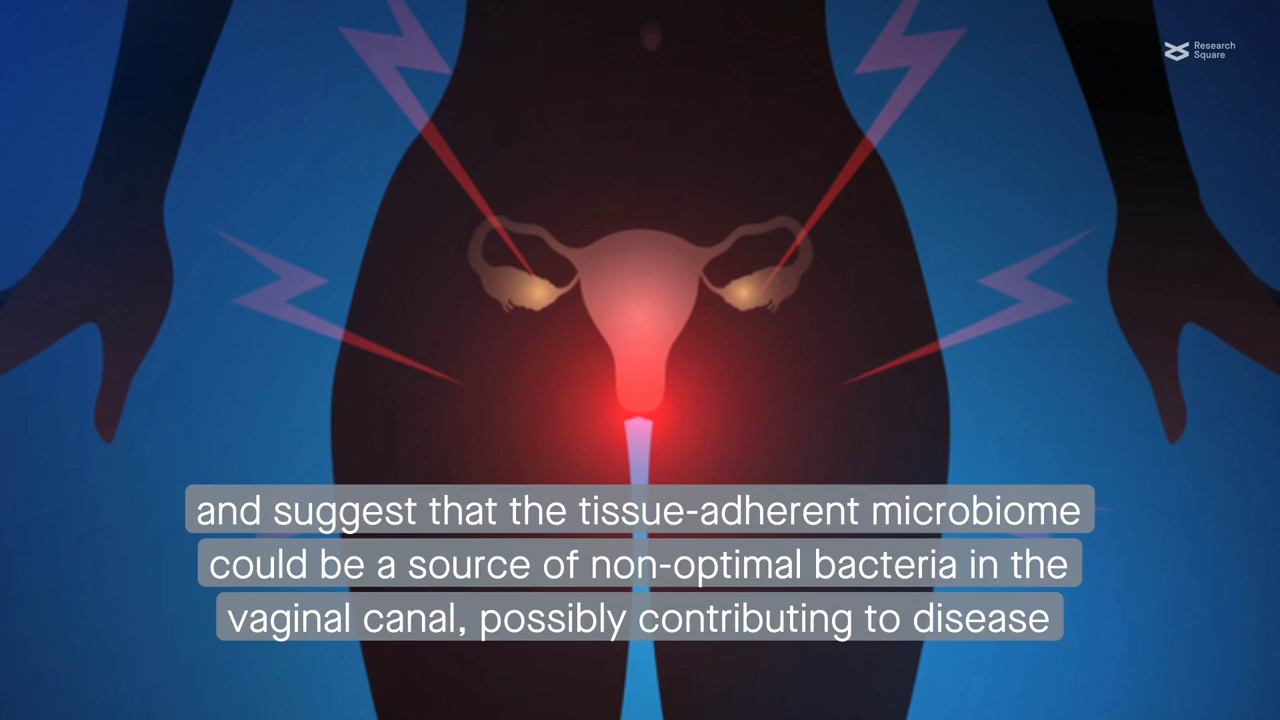 Research
Square
and suggest that the tissue-adherent microbiome
could be a source of non-optimal bacteria in the
vaginal canal, possibly contributing to disease